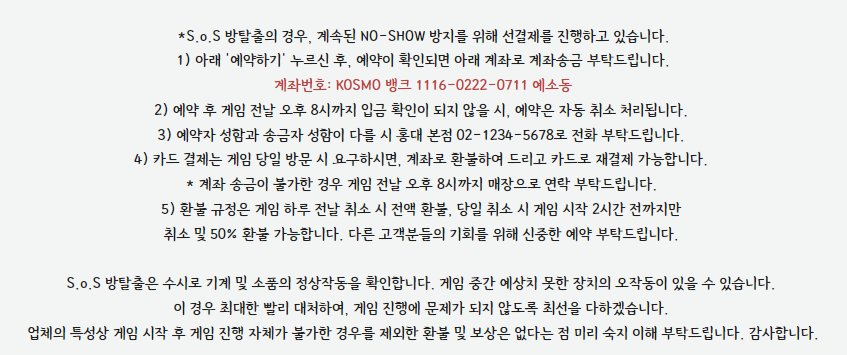 *S.o.S 방탈출의 경우, 계속된 NO-SHOW 방지를 위해 선결제를 진행하고 있습니다.
1) 아래 '예약하기' 누르신 후, 예약이 확인되면 아래 계좌로 계좌송금 부탁드립니다.
계좌번호: KOSMO 뱅크 1116-0222-0711 예소동
2) 예약 후 게임 전날 오후 8시까지 입금 확인이 되지 않을 시, 예약은 자동 취소 처리됩니다.
3) 예약자 성함과 송금자 성함이 다를 시 홍대 본점 02-1234-5678로 전화 부탁드립니다.
4) 카드 결제는 게임 당일 방문 시 요구하시면, 계좌로 환불하여 드리고 카드로 재결제 가능합니다.
* 계좌 송금이 불가한 경우 게임 전날 오후 8시까지 매장으로 연락 부탁드립니다.
5) 환불 규정은 게임 하루 전날 취소 시 전액 환불, 당일 취소 시 게임 시작 2시간 전까지만
취소 및 50% 환불 가능합니다. 다른 고객분들의 기회를 위해 신중한 예약 부탁드립니다.
S.o.S 방탈출은 수시로 기계 및 소품의 정상작동을 확인합니다. 게임 중간 예상치 못한 장치의 오작동이 있을 수 있습니다.
이 경우 최대한 빨리 대처하여, 게임 진행에 문제가 되지 않도록 최선을 다하겠습니다.
업체의 특성상 게임 시작 후 게임 진행 자체가 불가한 경우를 제외한 환불 및 보상은 없다는 점 미리 숙지 이해 부탁드립니다. 감사합니다.